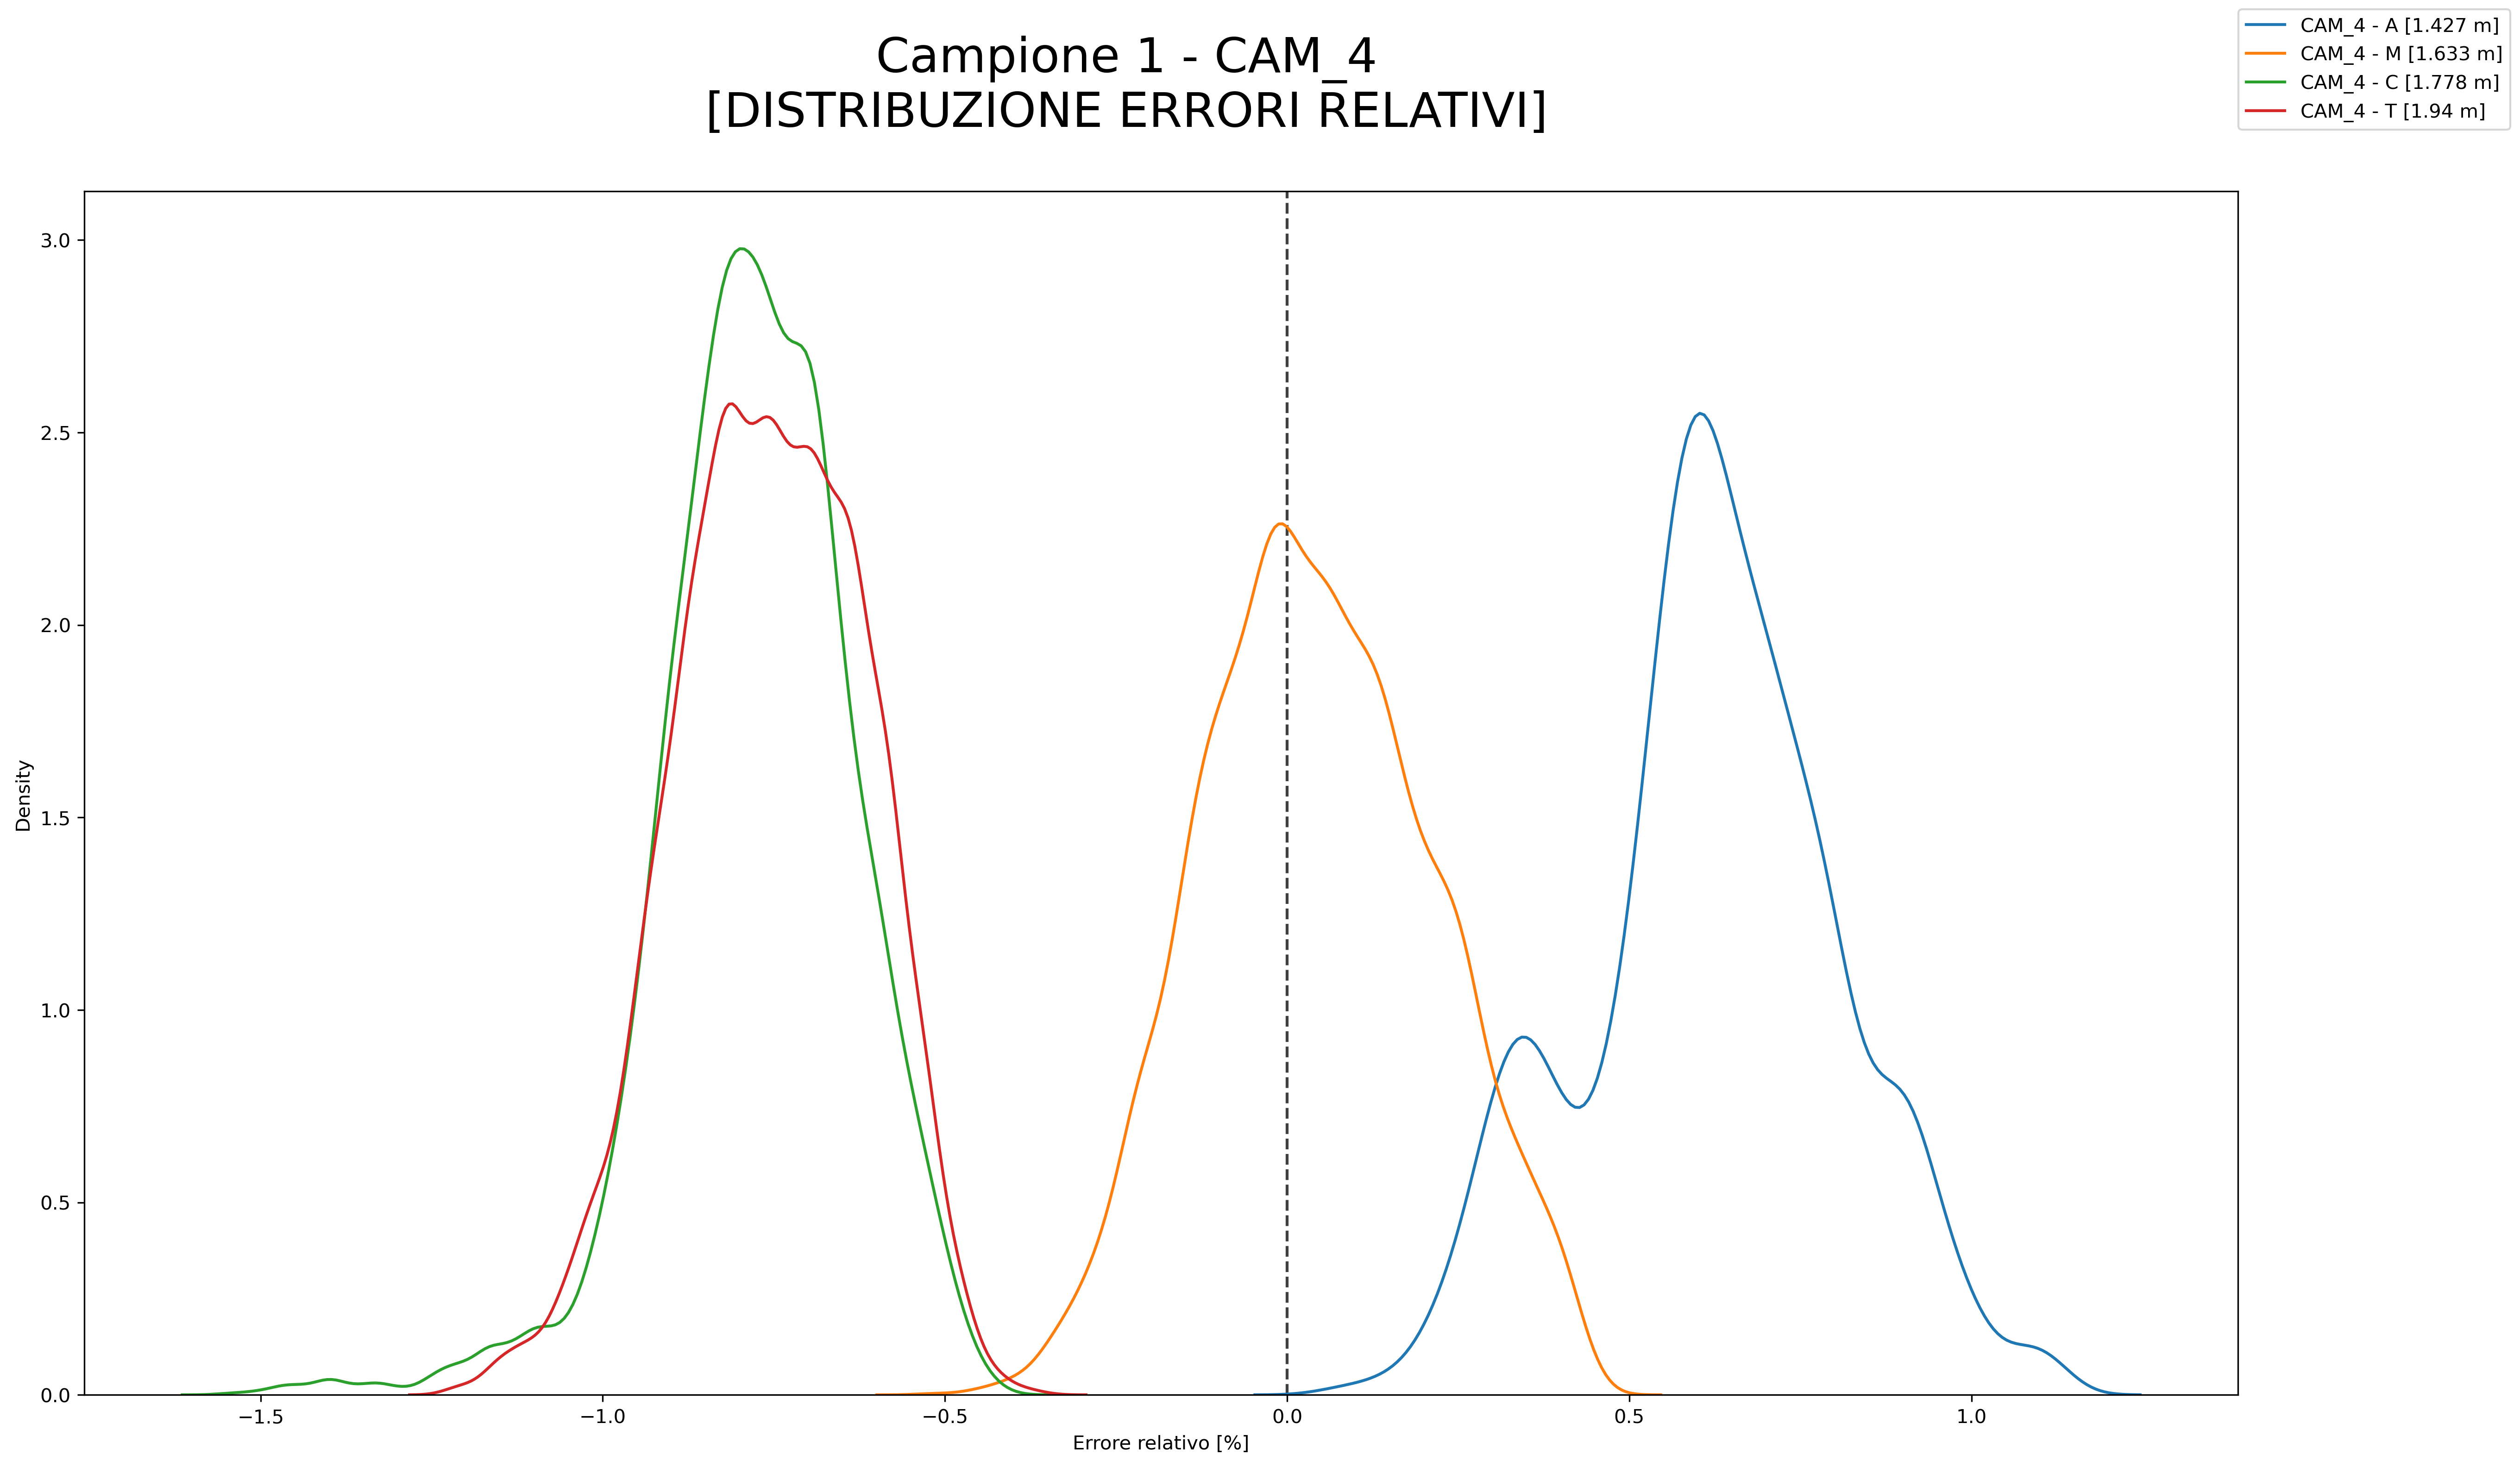 Campione 1 - CAM_4
[DISTRIBUZIONE ERRORI RELATIVI]
CAM_4 - A [1.427 m]
CAM_4 - M [1.633 m]
CAM_4 - C [1.778 m]
CAM_4 - T [1.94 m]
3.0
2.5
2.0
1.5
1.0
0.5
0.0
Density
−1.5
−1.0
−0.5
0.0
0.5
1.0
Errore relativo [%]